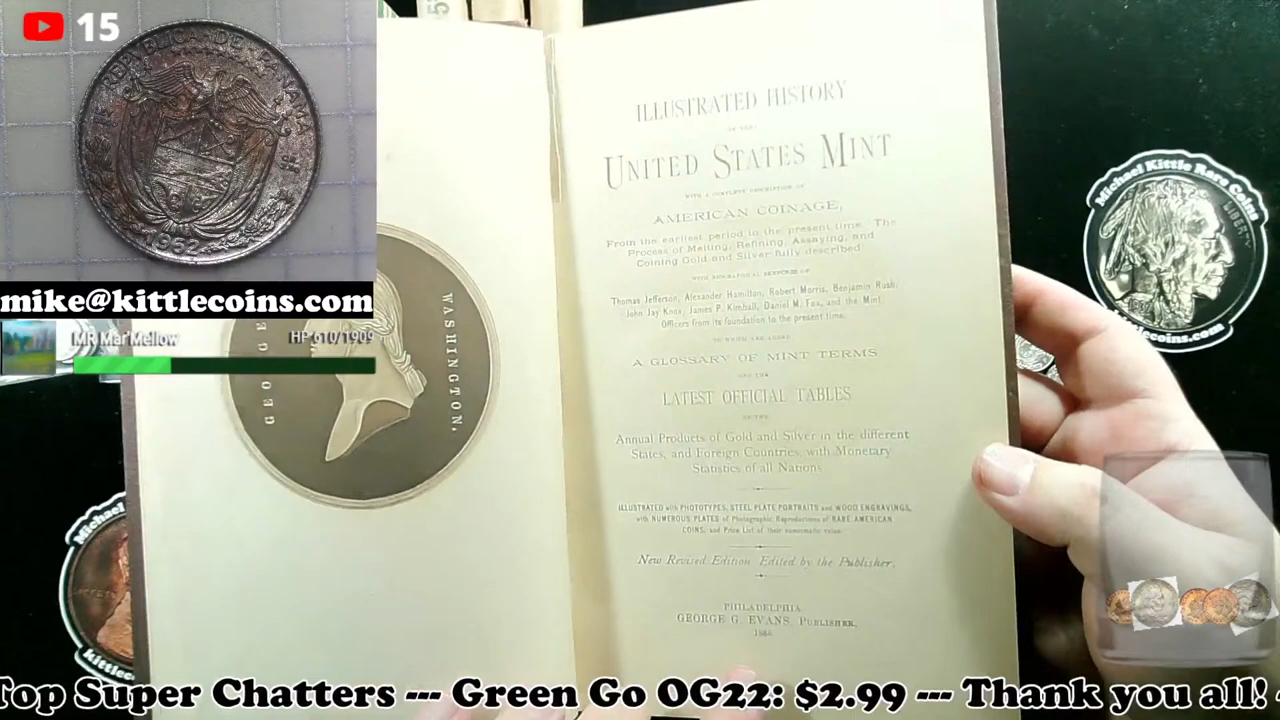 15
REPUBLICA DE PANAMA
1962
mike@kittlecoins.com
MR Mar'Mellow HP 610/1909
GEORGE
WASHINGTON.
ILLUSTRATED HISTORY
OF THE
UNITED STATES MINT
WITH A COMPLETE DESCRIPTION OF
AMERICAN COINAGE,
From the earliest period to the present time. The
Process of Melting, Refining, Assaying, and
Coining Gold and Silver fully described
WITH BIOGRAPHICAL SKETCHES OF
Thomas Jefferson, Alexander Hamilton, Robert Morris, Benjamin Rush,
John Jay Knox, James P. Kimball, Daniel M. Fox, and the Mint
Officers from its foundation to the present time.
TO WHICH ARE ADDED
A GLOSSARY OF MINT TERMS
AND THE
LATEST OFFICIAL TABLES
OF THE
Annual Products of Gold and Silver in the different
States, and Foreign Countries, with Monetary
Statistics of all Nations
ILLUSTRATED with PHOTOTYPES, STEEL PLATE PORTRAITS and WOOD ENGRAVINGS,
with NUMEROUS PLATES of Photographic Reproductions of RARE AMERICAN
COINS, and Price List of their numismatic value.
New Revised Edition Edited by the Publisher.
PHILADELPHIA
GEORGE G. EVANS, PUBLISHER,
Michael Kittle Rare Coins
LIBERTY
kittlecoins.com
Michael
kittlec
Top Super Chatters --- Green Go OG22: $2.99 --- Thank you all!